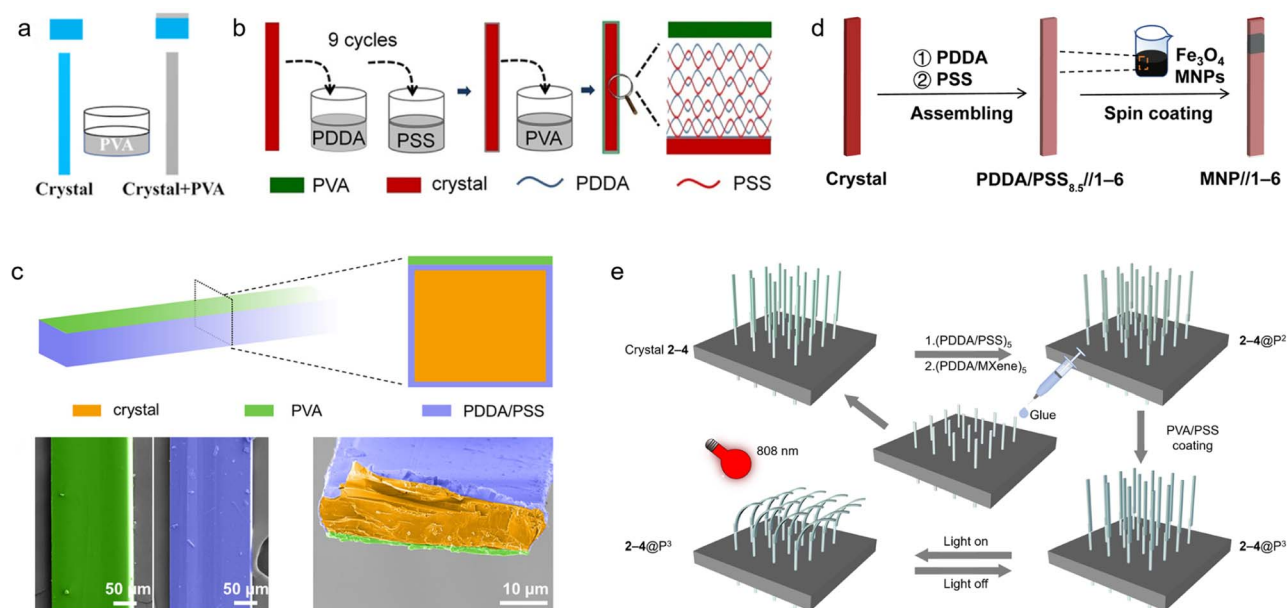 a
PVA
Crystal
Crystal+PVA
b
9 cycles
PDDA
PSS
PVA
PVA
crystal
PDDA
PSS
d
① PDDA
② PSS
Assembling
Fe₃O₄
MNPs
Spin coating
Crystal
PDDA/PSS₈.₅//1–6
MNP//1–6
c
crystal
PVA
PDDA/PSS
50 µm
50 µm
10 µm
e
Crystal 2–4
1.(PDDA/PSS)₅
2.(PDDA/MXene)₅
2–4@P²
Glue
PVA/PSS
coating
808 nm
2–4@P³
Light on
Light off
2–4@P³